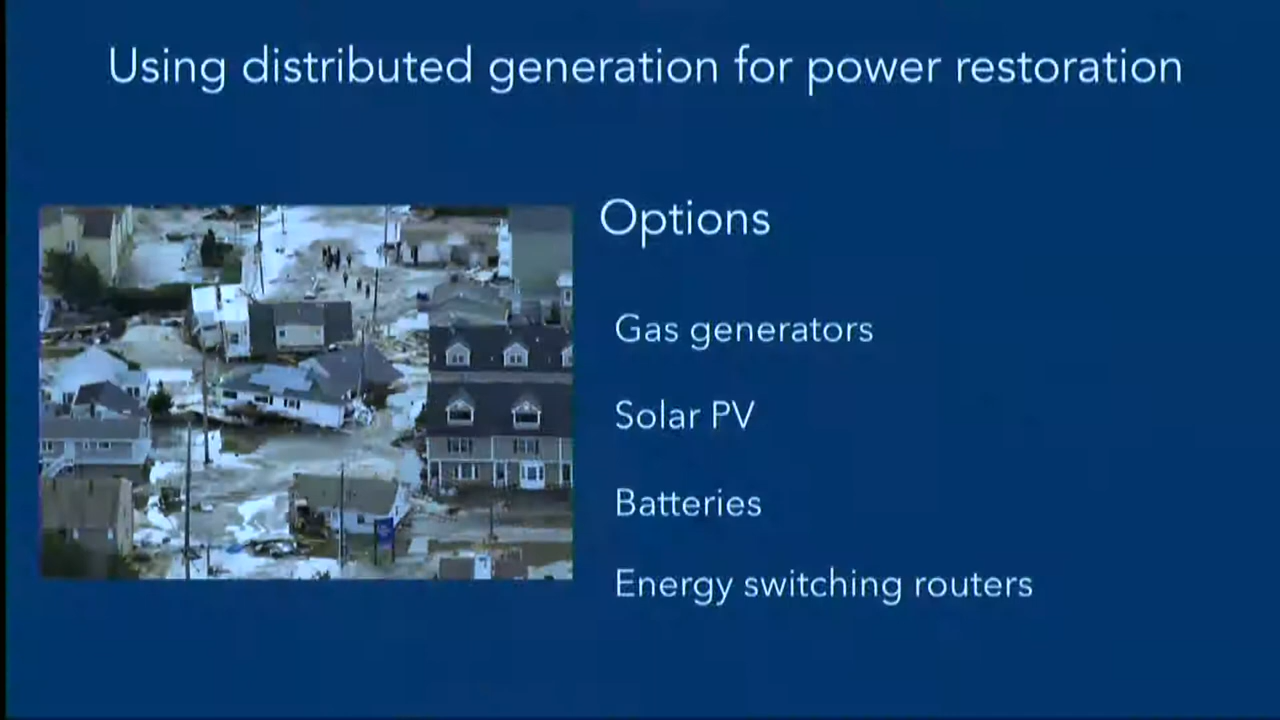 Using distributed generation for power restoration
Options
Gas generators
Solar PV
Batteries
Energy switching routers